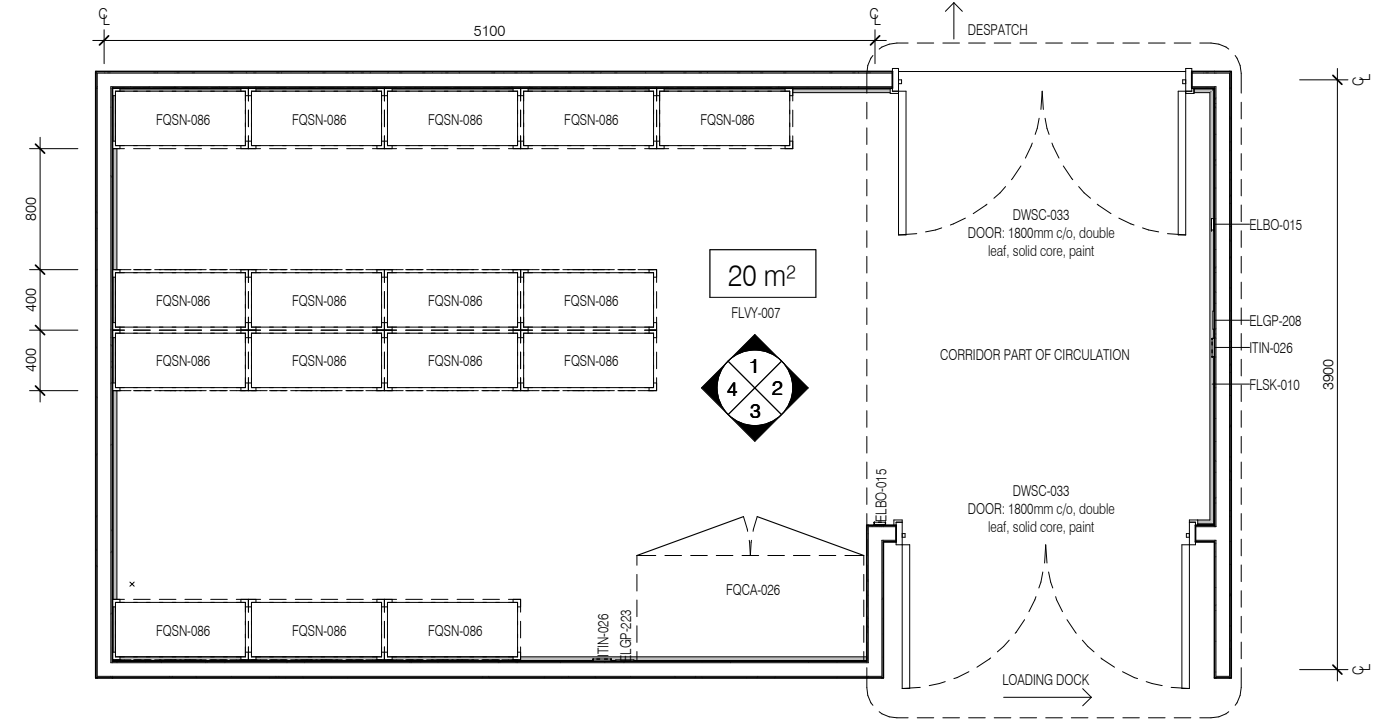 ℄
℄
5100
DESPATCH
℄
FQSN-086
FQSN-086
FQSN-086
FQSN-086
FQSN-086
800
DWSC-033
DOOR: 1800mm c/o, double
leaf, solid core, paint
ELBO-015
20 m²
FLVY-007
400
FQSN-086
FQSN-086
FQSN-086
FQSN-086
ELGP-208
ITIN-026
400
FQSN-086
FQSN-086
FQSN-086
FQSN-086
1
4
2
3
CORRIDOR PART OF CIRCULATION
FLSK-010
3900
ELBO-015
DWSC-033
DOOR: 1800mm c/o, double
leaf, solid core, paint
FQCA-026
FQSN-086
FQSN-086
FQSN-086
ITIN-026
ELGP-223
LOADING DOCK
℄